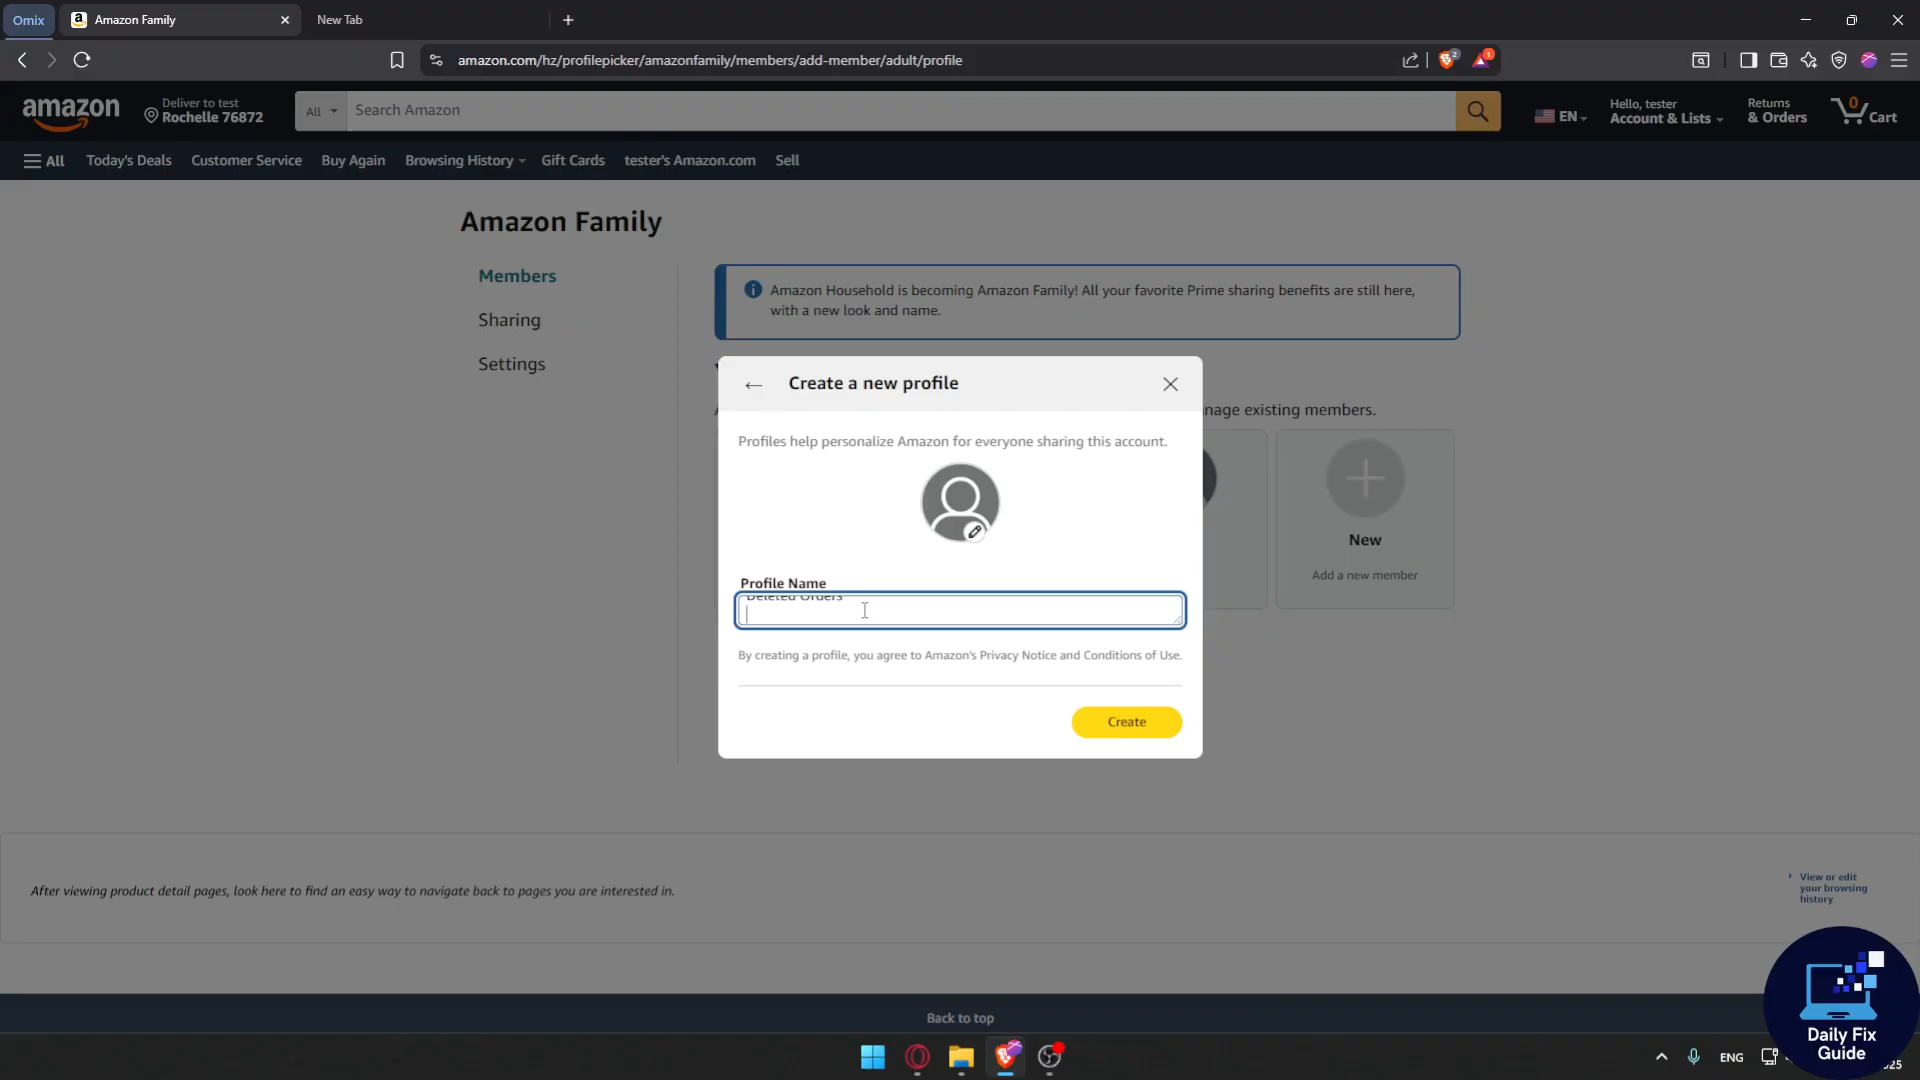 Omix
Amazon Family
New Tab
amazon.com/hz/profilepicker/amazonfamily/members/add-member/adult/profile
2
1
amazon
Deliver to test
Rochelle 76872
All
Search Amazon
EN
Hello, tester
Account & Lists
Returns
& Orders
0
Cart
All
Today's Deals
Customer Service
Buy Again
Browsing History
Gift Cards
tester's Amazon.com
Sell
Amazon Family
Members
Sharing
Settings
Amazon Household is becoming Amazon Family! All your favorite Prime sharing benefits are still here,
with a new look and name.
nage existing members.
New
Add a new member
Create a new profile
Profiles help personalize Amazon for everyone sharing this account.
Profile Name
Deleted Orders
By creating a profile, you agree to Amazon's Privacy Notice and Conditions of Use.
Create
After viewing product detail pages, look here to find an easy way to navigate back to pages you are interested in.
View or edit
your browsing
history
Back to top
ENG
Daily Fix
Guide